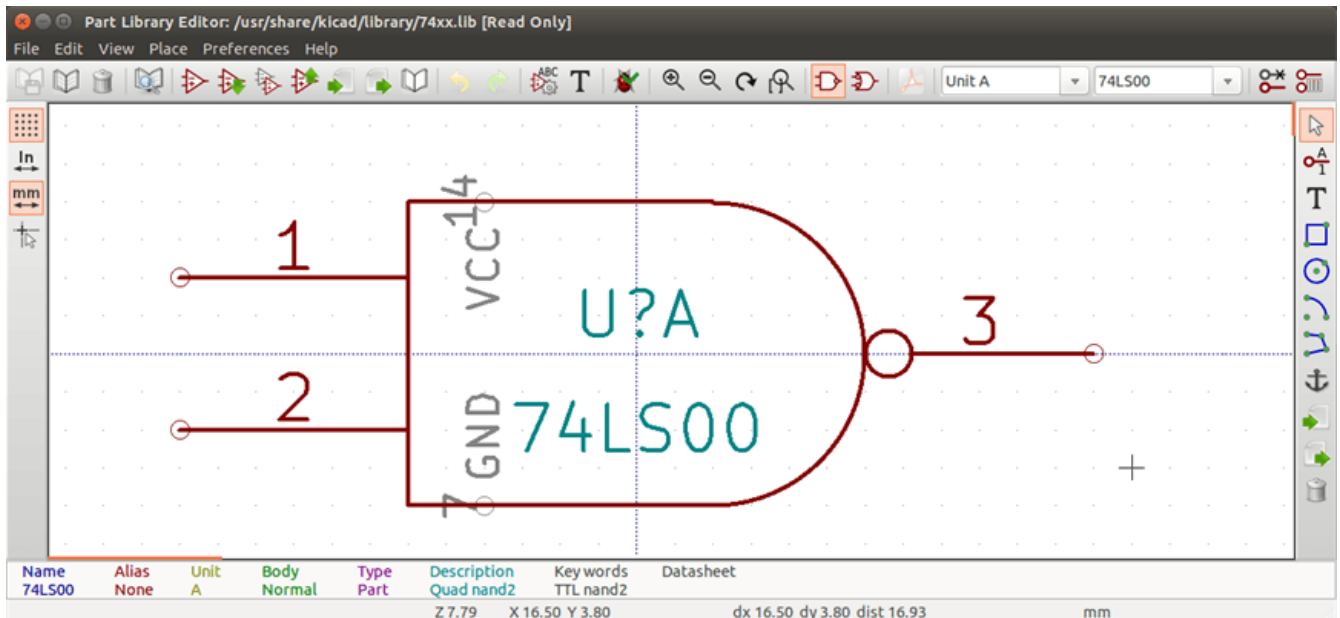 Part Library Editor: /usr/share/kicad/library/74xx.lib [Read Only]
File Edit View Place Preferences Help
ABC T Unit A 74LS00
In
mm
A
1
T
14
VCC
1
U?A
3
2
GND
74LS00
7
Name Alias Unit Body Type Description Key words Datasheet
74LS00 None A Normal Part Quad nand2 TTL nand2
Z 7.79 X 16.50 Y 3.80 dx 16.50 dy 3.80 dist 16.93 mm